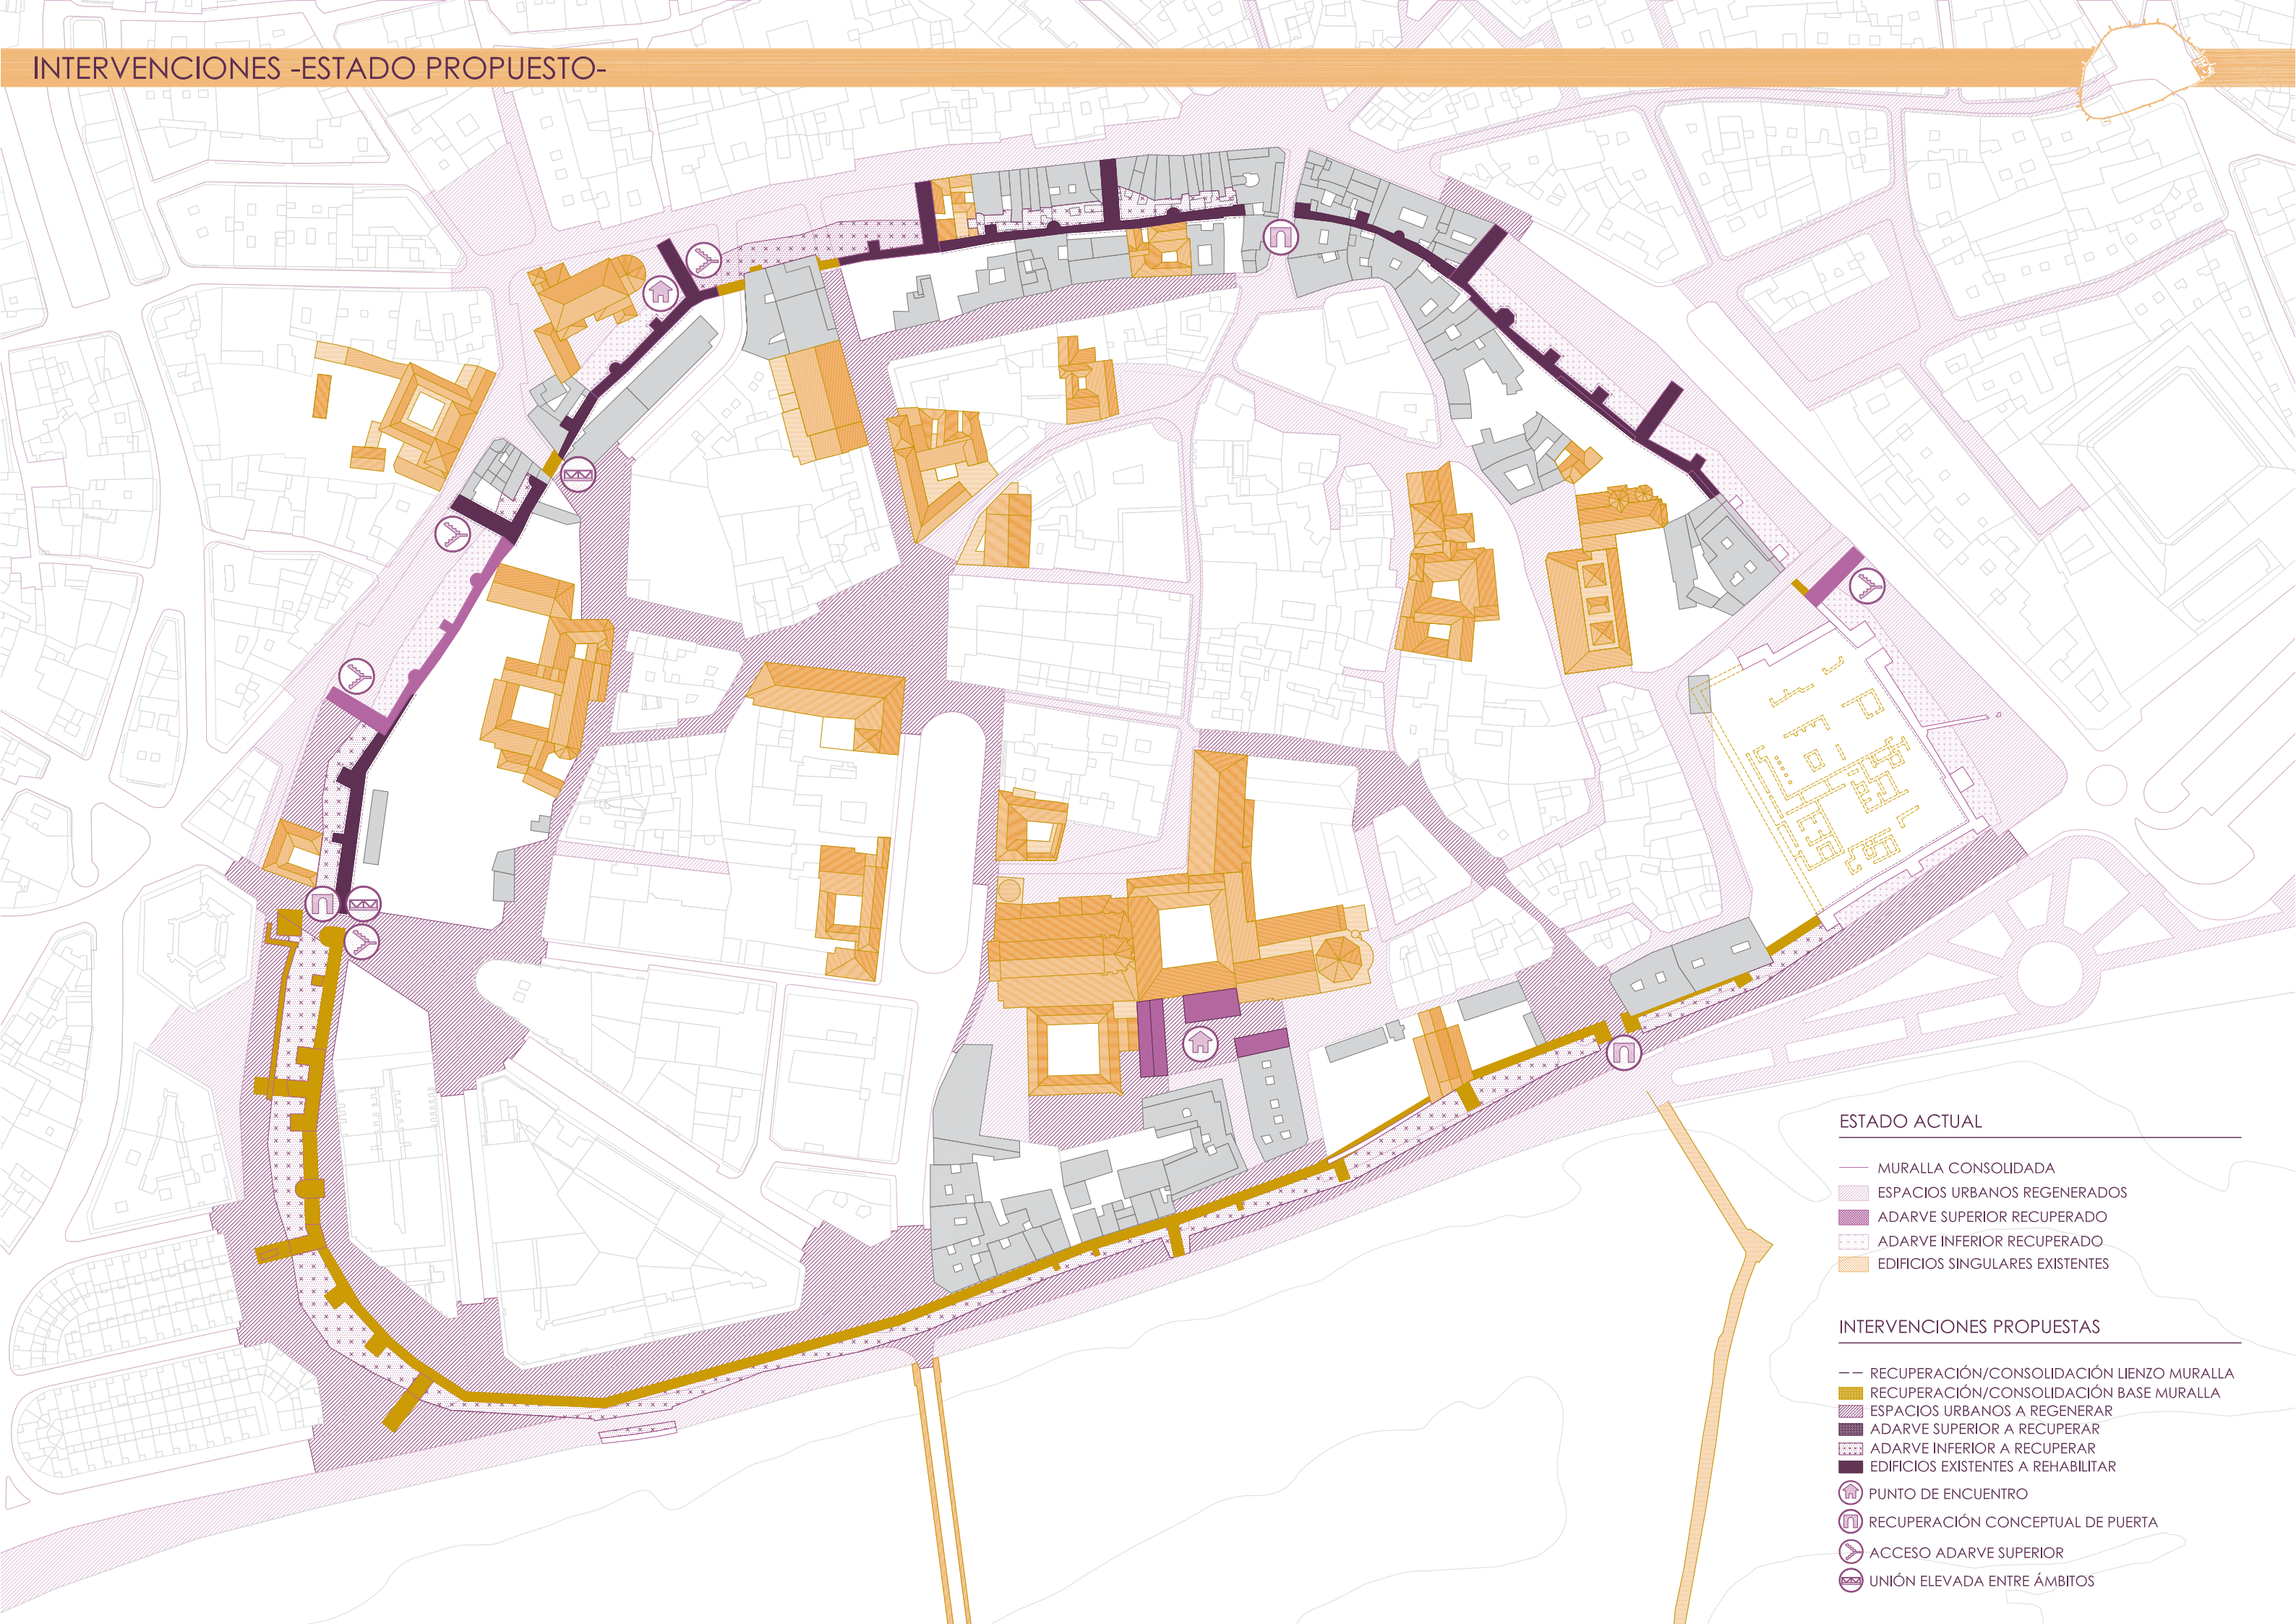 INTERVENCIONES -ESTADO PROPUESTO-
ESTADO ACTUAL
MURALLA CONSOLIDADA
ESPACIOS URBANOS REGENERADOS
ADARVE SUPERIOR RECUPERADO
ADARVE INFERIOR RECUPERADO
EDIFICIOS SINGULARES EXISTENTES
INTERVENCIONES PROPUESTAS
RECUPERACIÓN/CONSOLIDACIÓN LIENZO MURALLA
RECUPERACIÓN/CONSOLIDACIÓN BASE MURALLA
ESPACIOS URBANOS A REGENERAR
ADARVE SUPERIOR A RECUPERAR
ADARVE INFERIOR A RECUPERAR
EDIFICIOS EXISTENTES A REHABILITAR
PUNTO DE ENCUENTRO
RECUPERACIÓN CONCEPTUAL DE PUERTA
ACCESO ADARVE SUPERIOR
UNIÓN ELEVADA ENTRE ÁMBITOS